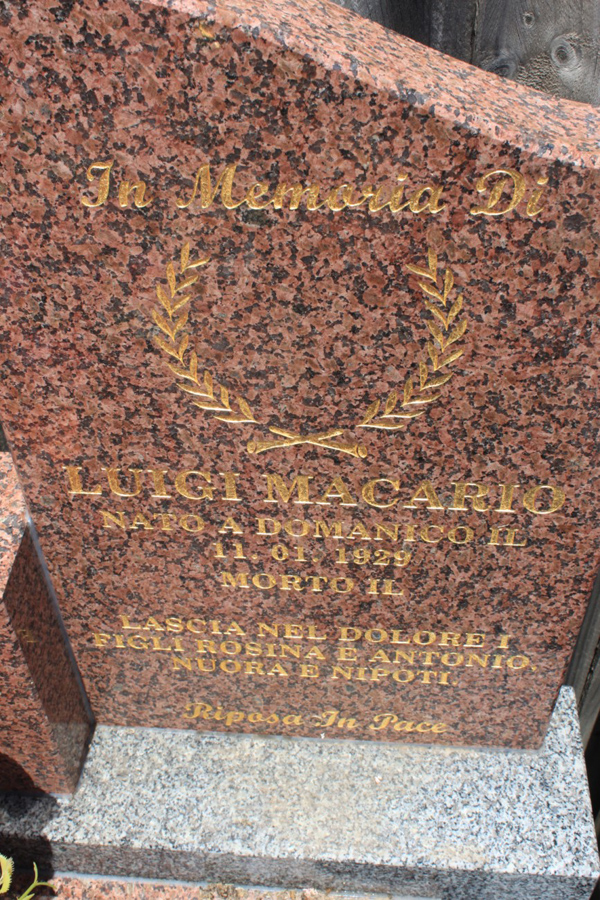 In Memoria Di
LUIGI MACARIO
NATO A DOMANICO IL
11. 01. 1929
MORTO IL
LASCIA NEL DOLORE I
FIGLI ROSINA E ANTONIO.
NUORA E NIPOTI.
Riposa In Pace